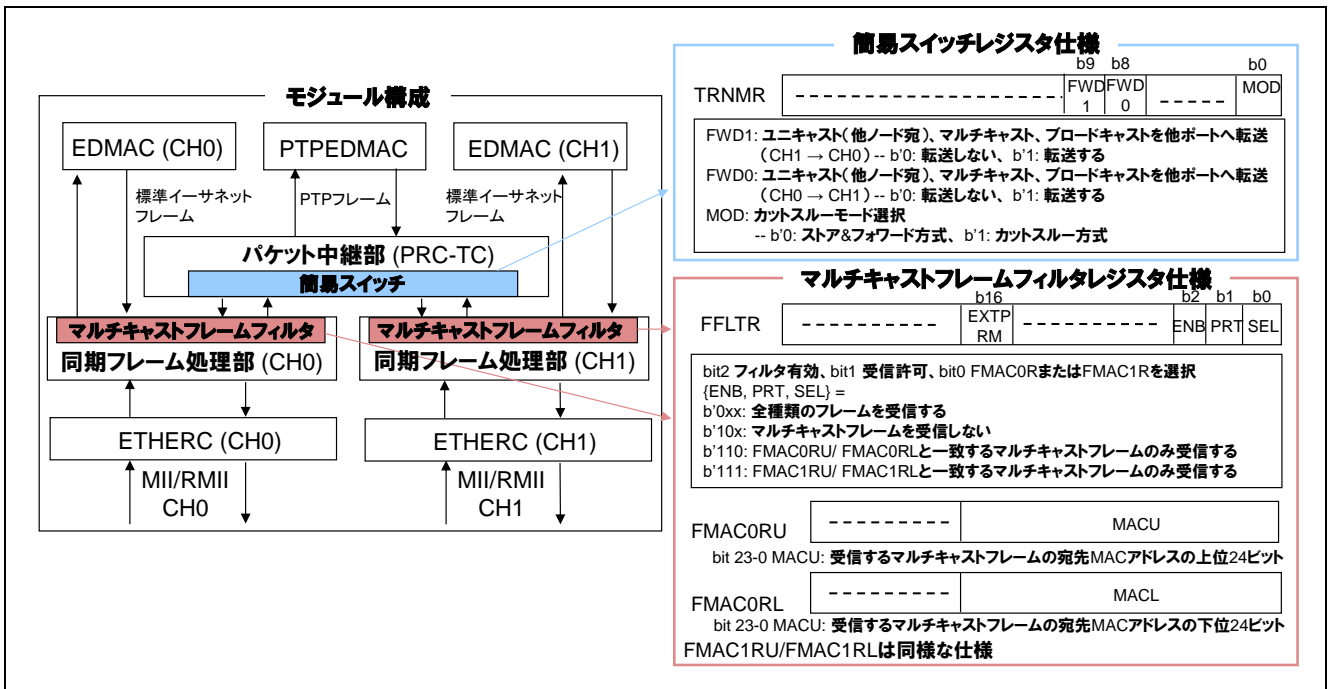 モジュール構成
EDMAC (CH0)
PTPEDMAC
EDMAC (CH1)
標準イーサネット
フレーム
PTPフレーム
標準イーサネット
フレーム
パケット中継部 (PRC-TC)
簡易スイッチ
マルチキャストフレームフィルタ
同期フレーム処理部 (CH0)
マルチキャストフレームフィルタ
同期フレーム処理部 (CH1)
ETHERC (CH0)
ETHERC (CH1)
MII/RMII
CH0
MII/RMII
CH1
簡易スイッチレジスタ仕様
b9 b8 b0
TRNMR
FWD
1
FWD
0
MOD
FWD1: ユニキャスト(他ノード宛)、マルチキャスト、ブロードキャストを他ポートへ転送
(CH1 → CH0) -- b'0: 転送しない、 b'1: 転送する
FWD0: ユニキャスト(他ノード宛)、マルチキャスト、ブロードキャストを他ポートへ転送
(CH0 → CH1) -- b'0: 転送しない、 b'1: 転送する
MOD: カットスルーモード選択
-- b'0: ストア&フォワード方式、 b'1: カットスルー方式
マルチキャストフレームフィルタレジスタ仕様
b16 b2 b1 b0
FFLTR
EXTP
RM
ENB PRT SEL
bit2 フィルタ有効、bit1 受信許可、bit0 FMAC0RまたはFMAC1Rを選択
{ENB, PRT, SEL} =
b'0xx: 全種類のフレームを受信する
b'10x: マルチキャストフレームを受信しない
b'110: FMAC0RU/ FMAC0RLと一致するマルチキャストフレームのみ受信する
b'111: FMAC1RU/ FMAC1RLと一致するマルチキャストフレームのみ受信する
FMAC0RU
MACU
bit 23-0 MACU: 受信するマルチキャストフレームの宛先MACアドレスの上位24ビット
FMAC0RL
MACL
bit 23-0 MACU: 受信するマルチキャストフレームの宛先MACアドレスの下位24ビット
FMAC1RU/FMAC1RLは同様な仕様